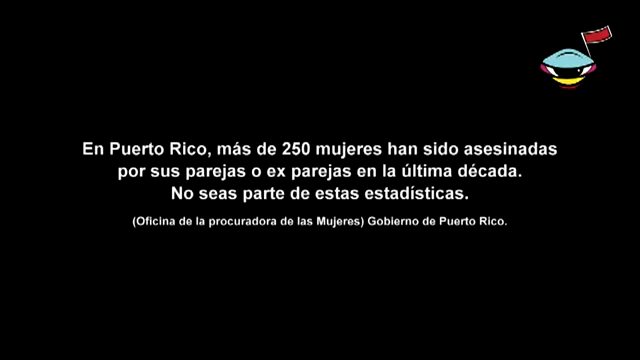 En Puerto Rico, más de 250 mujeres han sido asesinadas
por sus parejas o ex parejas en la última década.
No seas parte de estas estadísticas.
(Oficina de la procuradora de las Mujeres) Gobierno de Puerto Rico.